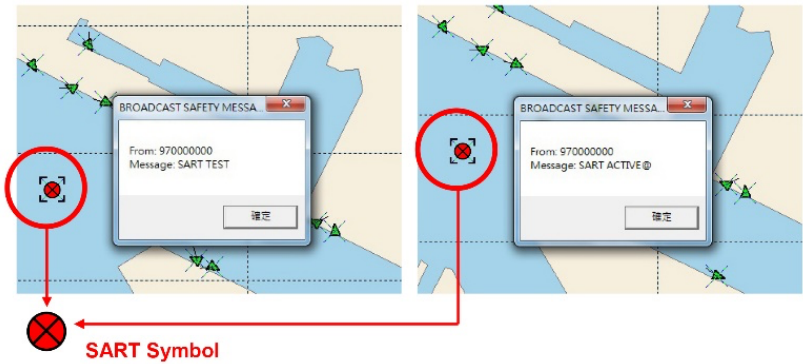 BROADCAST SAFETY MESSA...
From: 970000000
Message: SART TEST
確定
BROADCAST SAFETY MESSA...
From: 970000000
Message: SART ACTIVE@
確定
SART Symbol